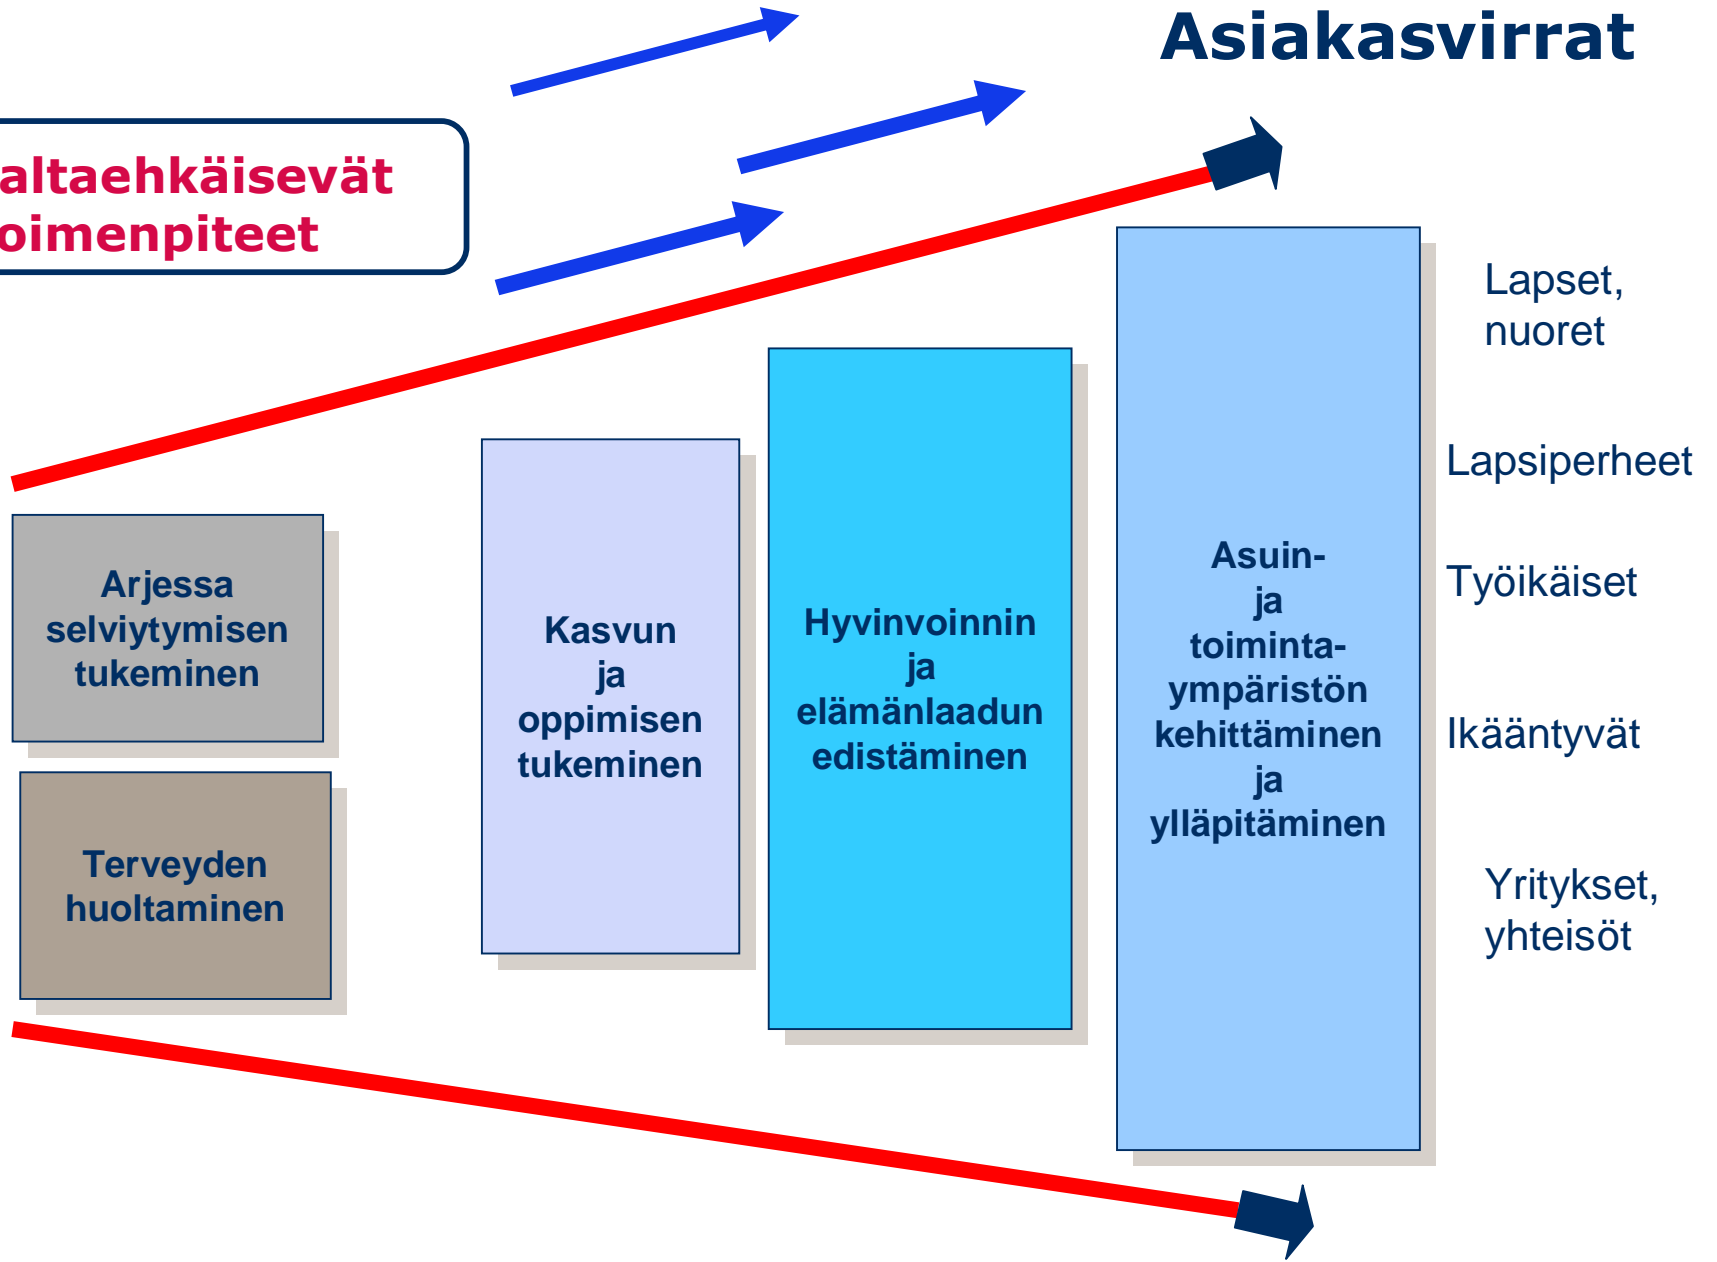 Asiakasvirrat
altaehkäisevät
oimenpiteet
Arjessa
selviytymisen
tukeminen
Terveyden
huoltaminen
Kasvun
ja
oppimisen
tukeminen
Hyvinvoinnin
ja
elämänlaadun
edistäminen
Asuin-
ja
toiminta-
ympäristön
kehittäminen
ja
ylläpitäminen
Lapset,
nuoret
Lapsiperheet
Työikäiset
Ikääntyvät
Yritykset,
yhteisöt